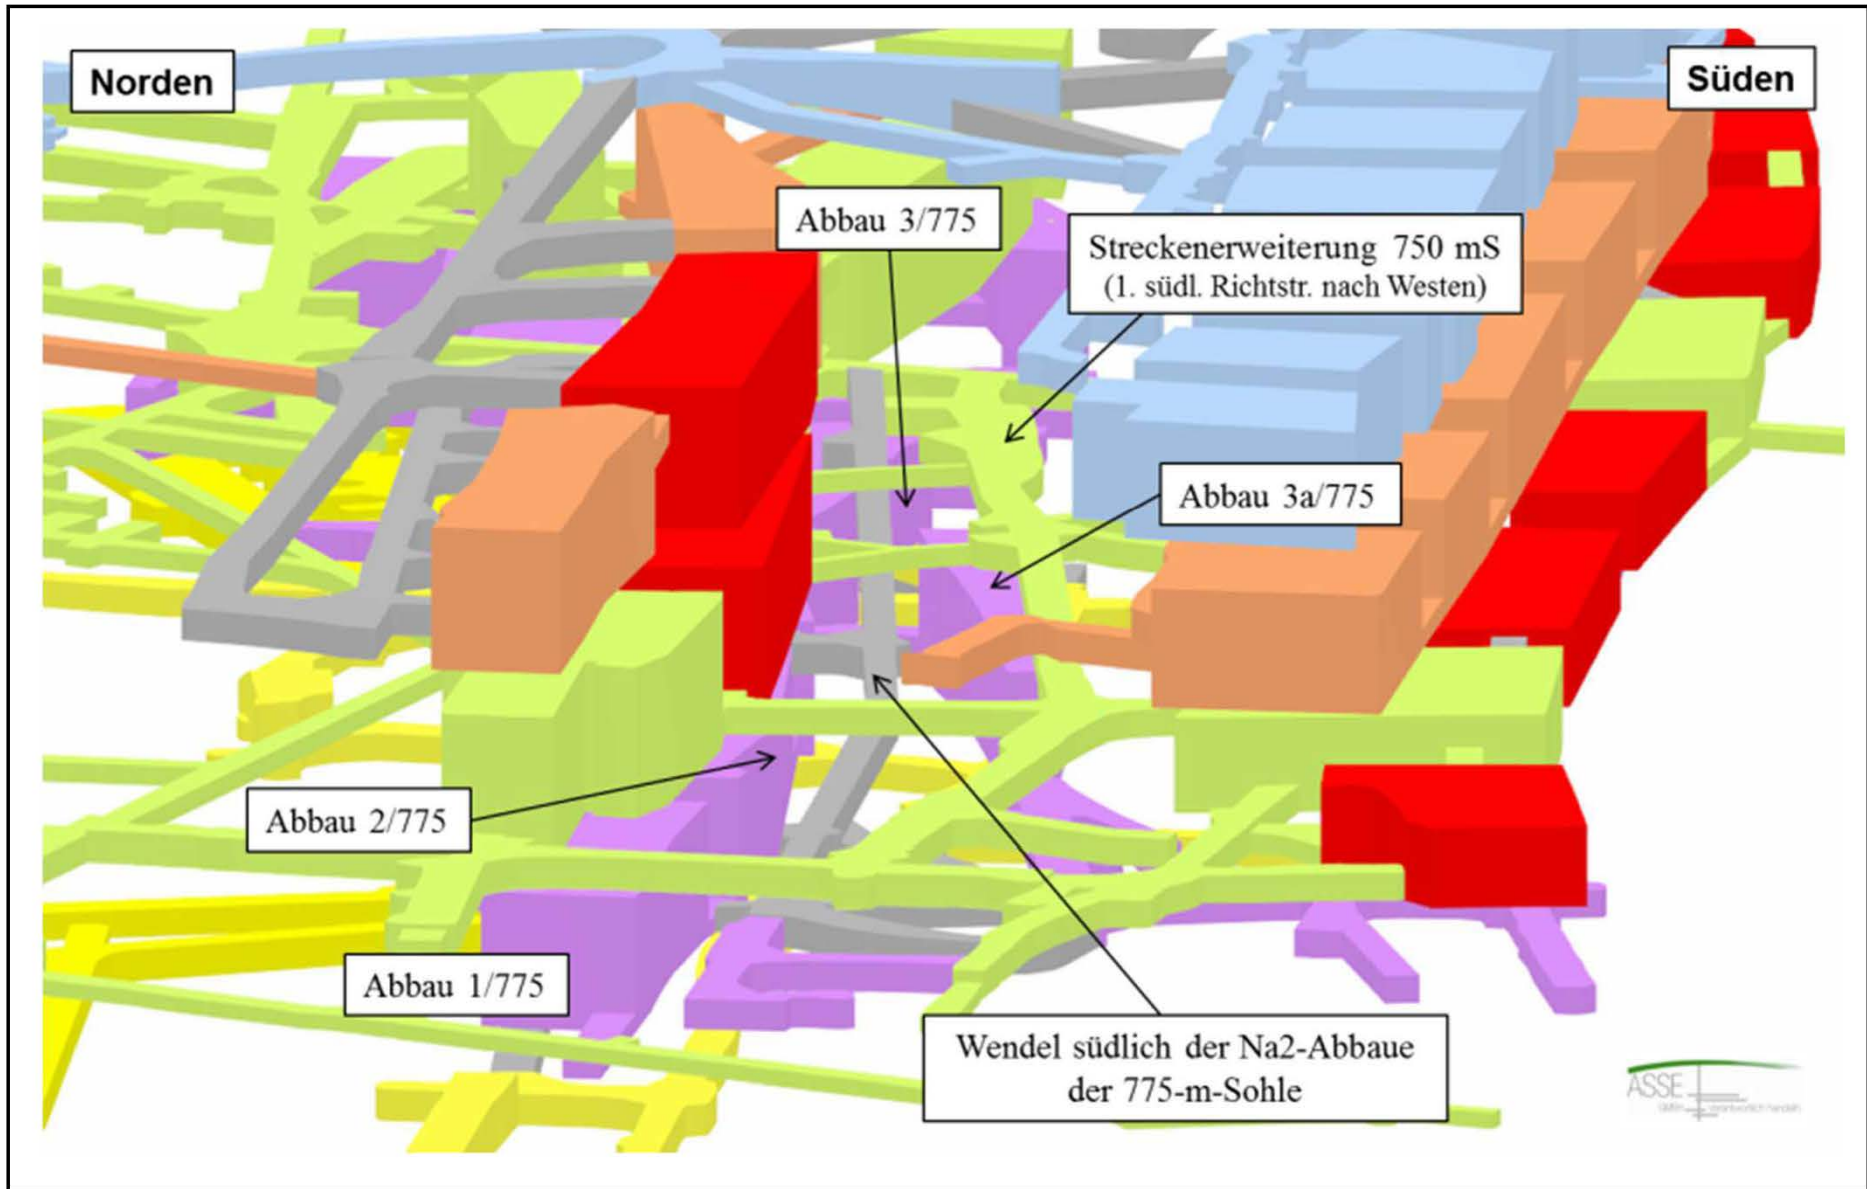 Norden
Süden
Abbau 3/775
Streckenerweiterung 750 mS
(1. südl. Richtstr. nach Westen)
Abbau 3a/775
Abbau 2/775
Abbau 1/775
Wendel südlich der Na2-Abbaue
der 775-m-Sohle
ASSE